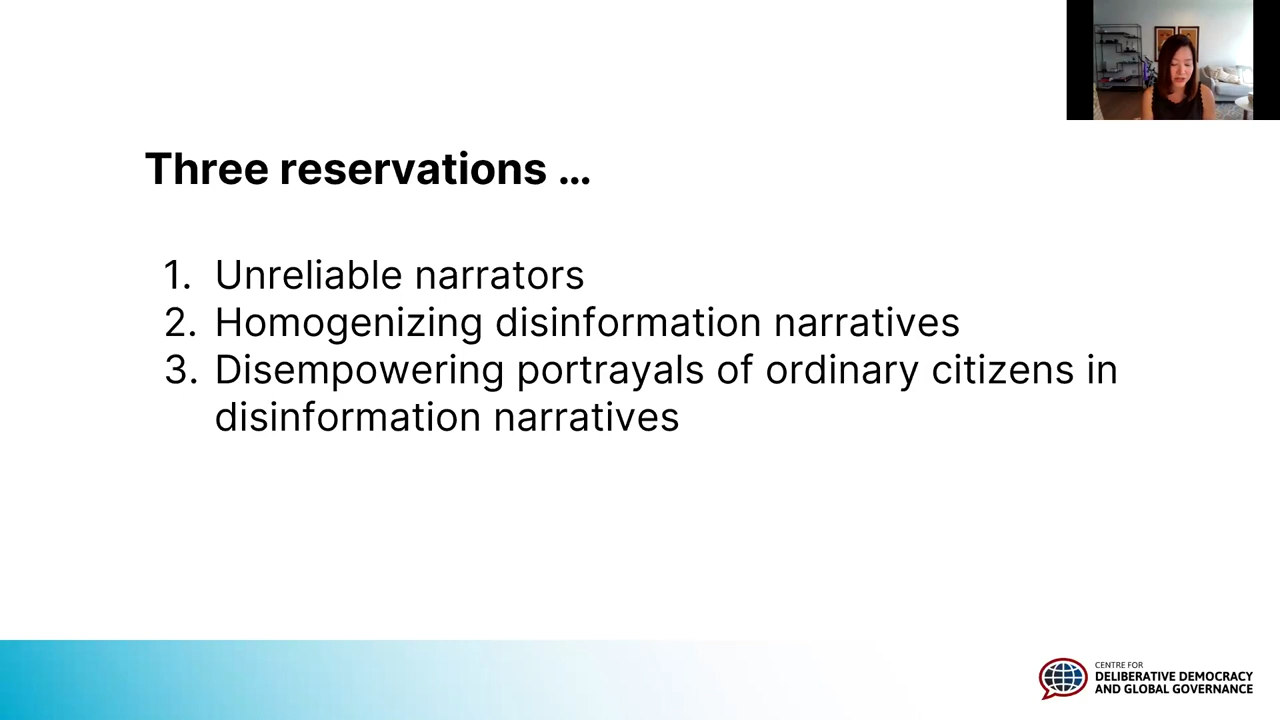 Three reservations ...
1. Unreliable narrators
2. Homogenizing disinformation narratives
3. Disempowering portrayals of ordinary citizens in
disinformation narratives
CENTRE FOR
DELIBERATIVE DEMOCRACY
AND GLOBAL GOVERNANCE